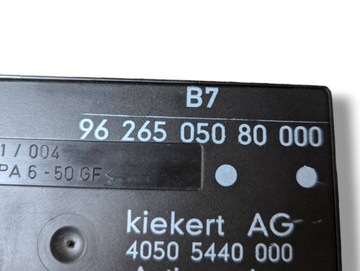 B7
96 265 050 80 000
1 / 004
PA 6 - 50 GF<
kiekert AG
4050 5440 000